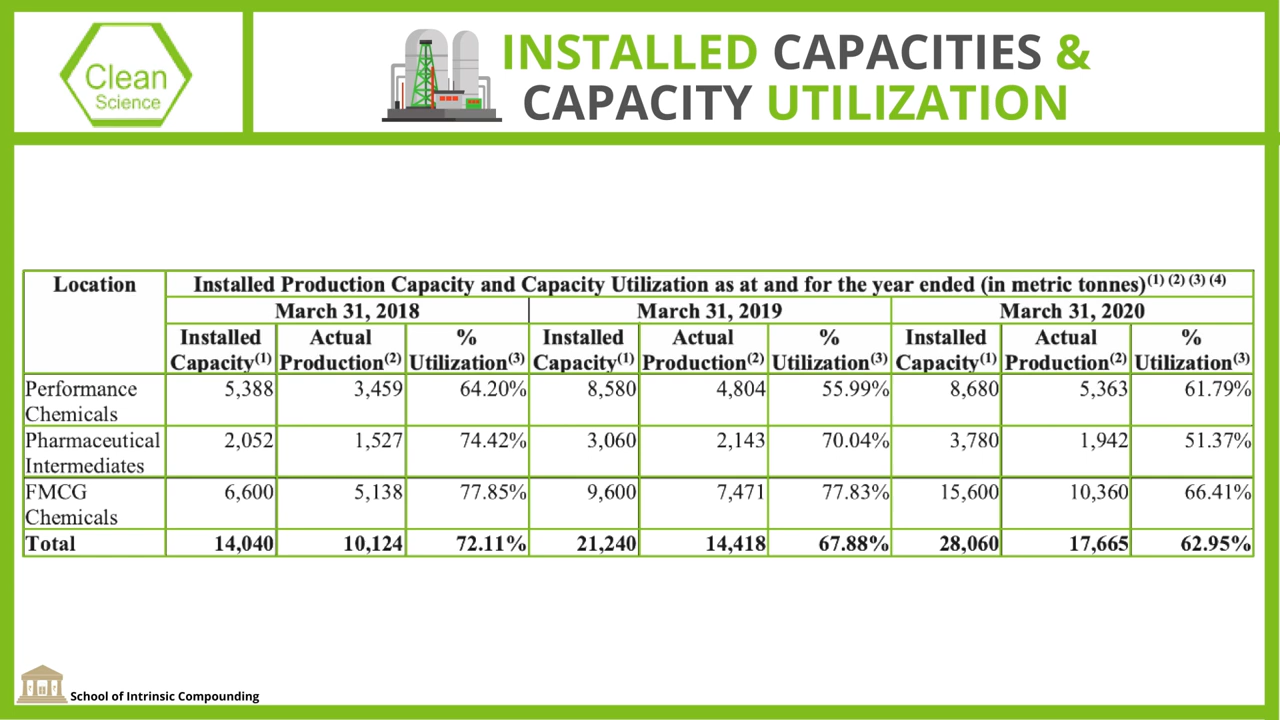 Clean
Science
INSTALLED CAPACITIES &
CAPACITY UTILIZATION
Location
Installed Production Capacity and Capacity Utilization as at and for the year ended (in metric tonnes)(1) (2) (3) (4)
March 31, 2018 March 31, 2019 March 31, 2020
Installed Actual % Installed Actual % Installed Actual %
Capacity(1) Production(2) Utilization(3) Capacity(1) Production(2) Utilization(3) Capacity(1) Production(2) Utilization(3)
Performance 5,388 3,459 64.20% 8,580 4,804 55.99% 8,680 5,363 61.79%
Chemicals
Pharmaceutical 2,052 1,527 74.42% 3,060 2,143 70.04% 3,780 1,942 51.37%
Intermediates
FMCG 6,600 5,138 77.85% 9,600 7,471 77.83% 15,600 10,360 66.41%
Chemicals
Total 14,040 10,124 72.11% 21,240 14,418 67.88% 28,060 17,665 62.95%
School of Intrinsic Compounding